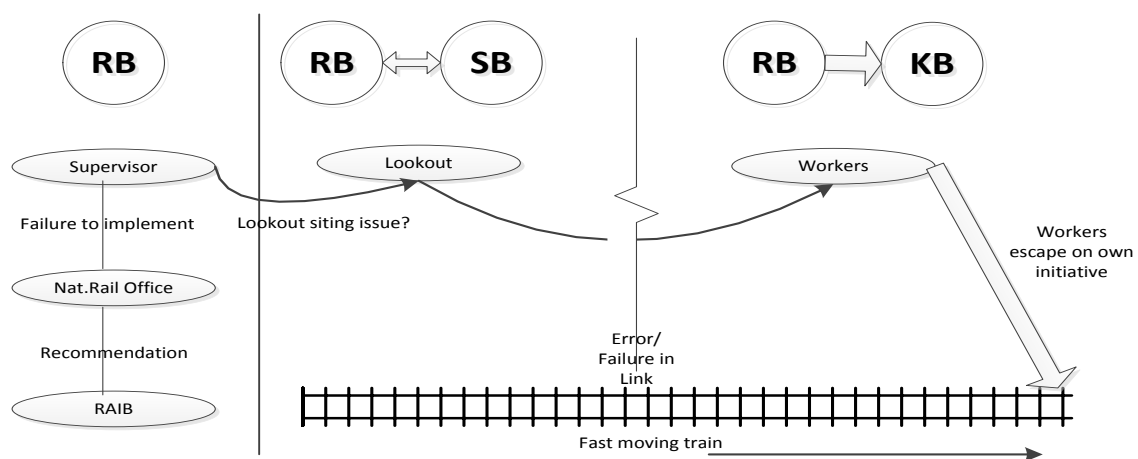 RB
RB
SB
RB
KB
Supervisor
Lookout
Workers
Failure to implement
Lookout siting issue?
Workers
escape on own
initiative
Nat.Rail Office
Error/
Failure in
Link
Recommendation
RAIB
Fast moving train